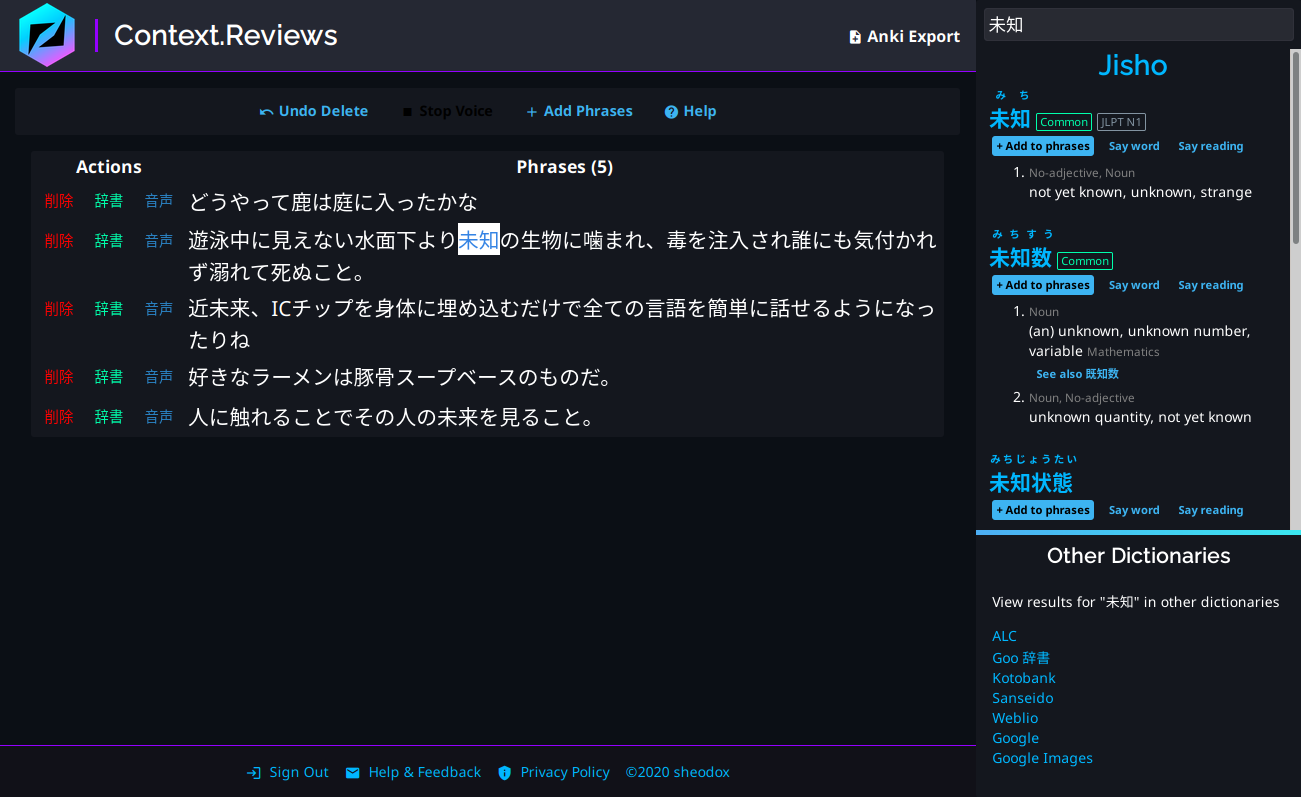 Context.Reviews
Anki Export
Undo Delete
Stop Voice
Add Phrases
Help
Actions
Phrases (5)
削除 辞書 音声 どうやって鹿は庭に入ったかな
削除 辞書 音声 遊泳中に見えない水面下より未知の生物に噛まれ、毒を注入され誰にも気付かれ
ず溺れて死ぬこと。
削除 辞書 音声 近未来、ICチップを身体に埋め込むだけで全ての言語を簡単に話せるようになっ
たりね
削除 辞書 音声 好きなラーメンは豚骨スープベースのものだ。
削除 辞書 音声 人に触れることでその人の未来を見ること。
Sign Out
Help & Feedback
Privacy Policy
©2020 sheodox
未知
Jisho
みち
未知 Common JLPT N1
+ Add to phrases Say word Say reading
1. No-adjective, Noun
not yet known, unknown, strange
みちすう
未知数 Common
+ Add to phrases Say word Say reading
1. Noun
(an) unknown, unknown number,
variable Mathematics
See also 既知数
2. Noun, No-adjective
unknown quantity, not yet known
みちじょうたい
未知状態
+ Add to phrases Say word Say reading
Other Dictionaries
View results for "未知" in other dictionaries
ALC
Goo 辞書
Kotobank
Sanseido
Weblio
Google
Google Images